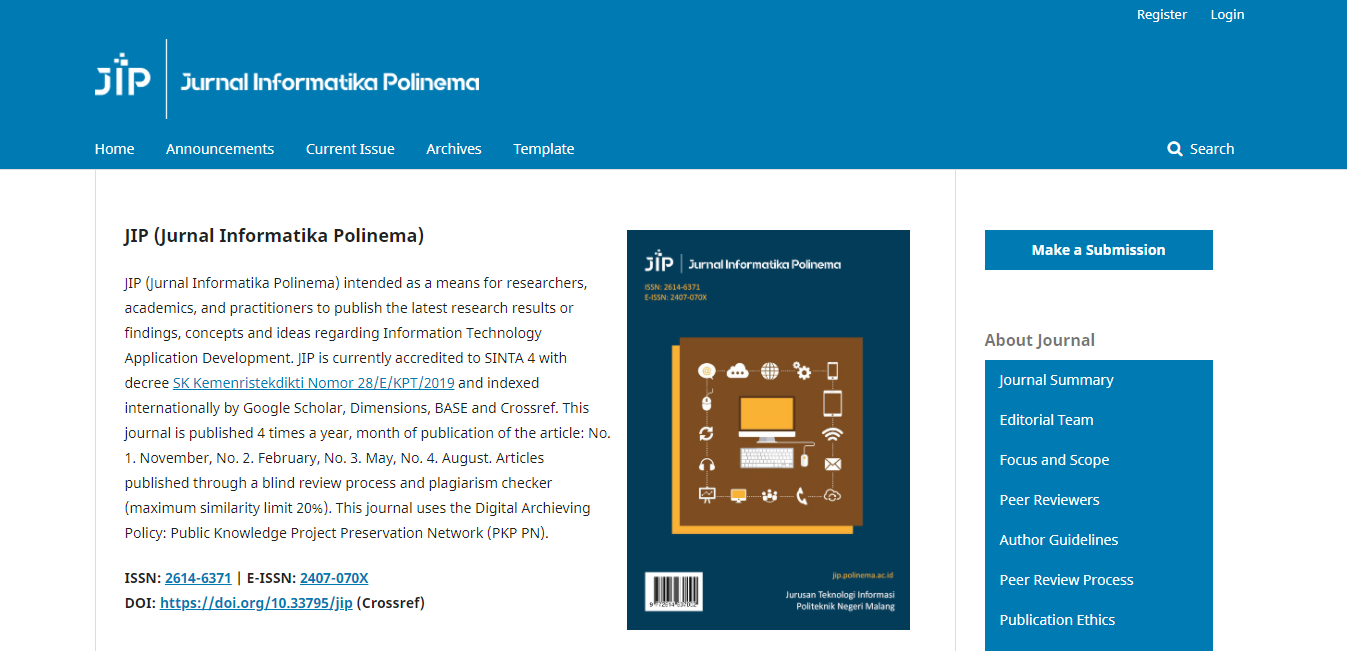 Register Login
JIP Jurnal Informatika Polinema
Home Announcements Current Issue Archives Template Search
JIP (Jurnal Informatika Polinema)
JIP (Jurnal Informatika Polinema) intended as a means for researchers,
academics, and practitioners to publish the latest research results or
findings, concepts and ideas regarding Information Technology
Application Development. JIP is currently accredited to SINTA 4 with
decree SK Kemenristekdikti Nomor 28/E/KPT/2019 and indexed
internationally by Google Scholar, Dimensions, BASE and Crossref. This
journal is published 4 times a year, month of publication of the article: No.
1. November, No. 2. February, No. 3. May, No. 4. August. Articles
published through a blind review process and plagiarism checker
(maximum similarity limit 20%). This journal uses the Digital Archieving
Policy: Public Knowledge Project Preservation Network (PKP PN).
ISSN: 2614-6371 | E-ISSN: 2407-070X
DOI: https://doi.org/10.33795/jip (Crossref)
JIP Jurnal Informatika Polinema
ISSN: 2614-6371
E-ISSN: 2407-070X
jip.polinema.ac.id
Jurusan Teknologi Informasi
Politeknik Negeri Malang
Make a Submission
About Journal
Journal Summary
Editorial Team
Focus and Scope
Peer Reviewers
Author Guidelines
Peer Review Process
Publication Ethics